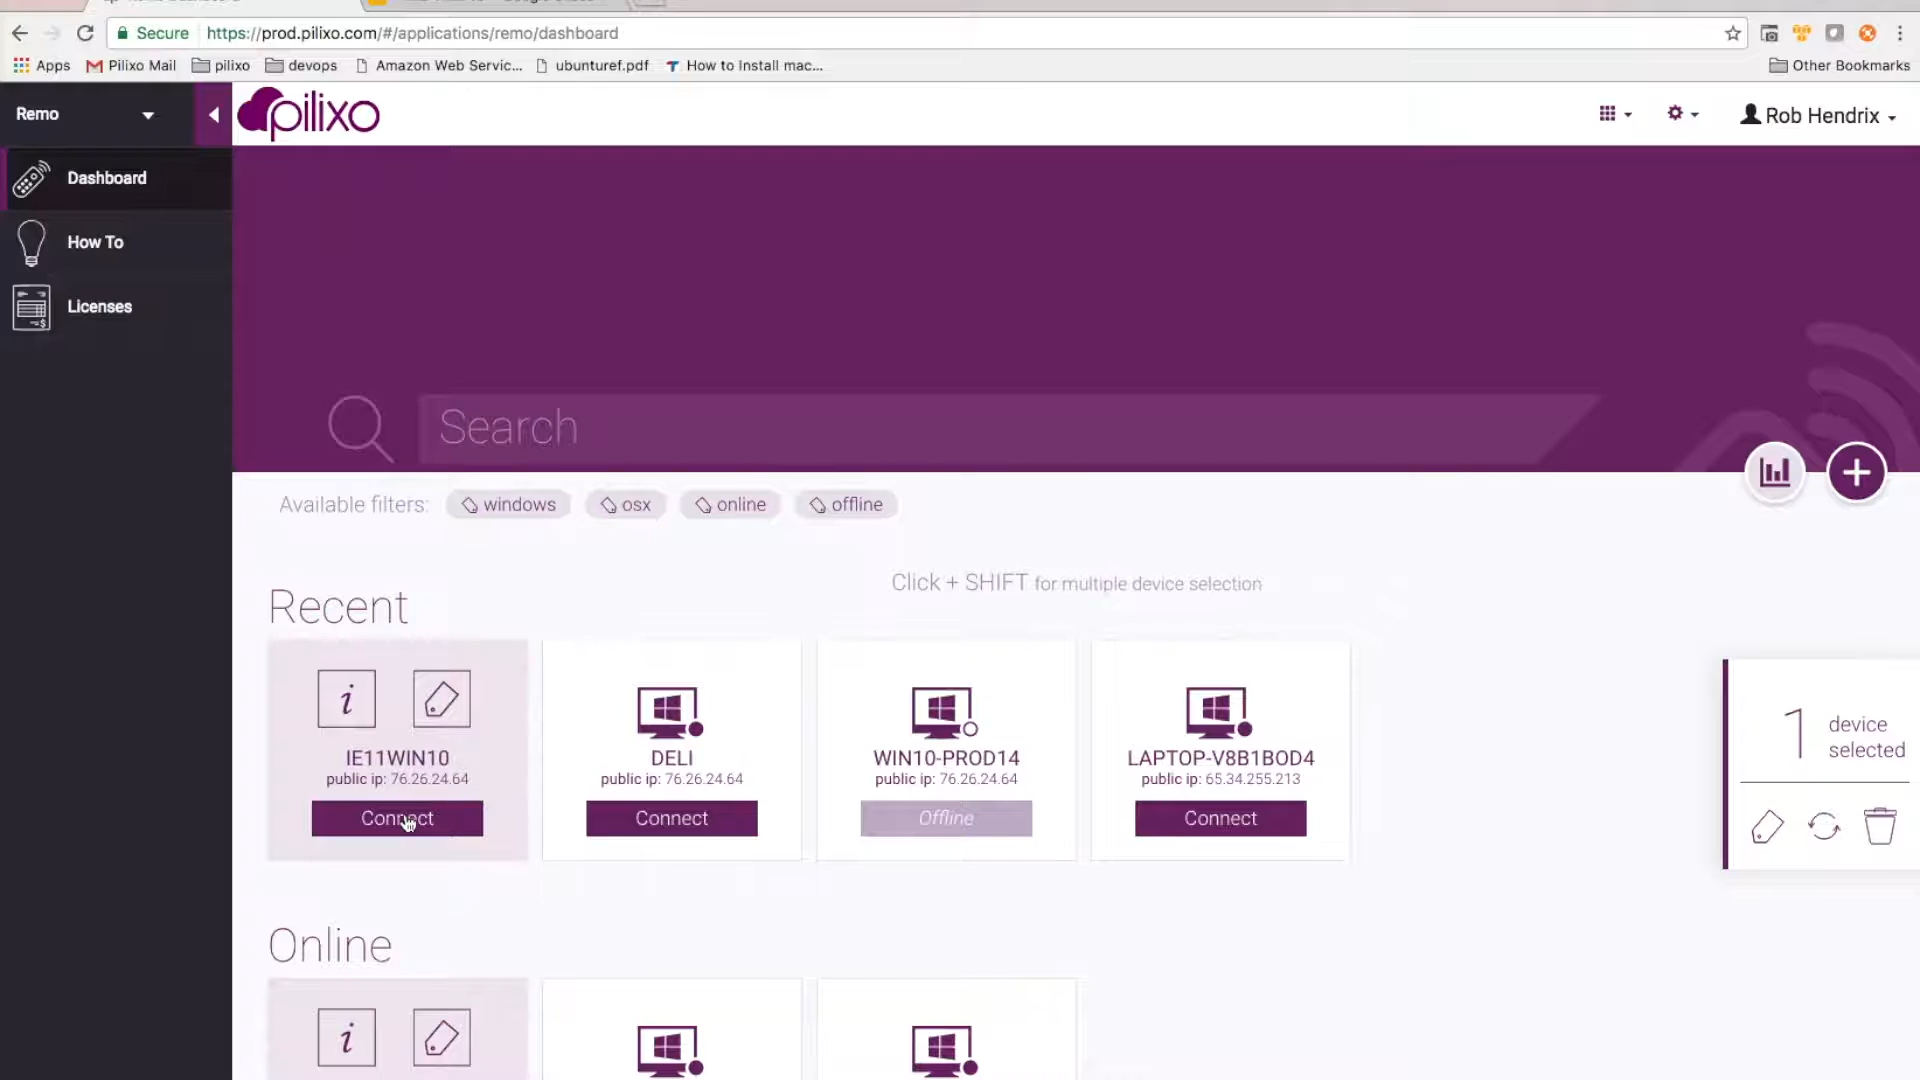 Secure https://prod.pilixo.com/#/applications/remo/dashboard
Apps Pilixo Mail pilixo devops Amazon Web Servic... ubunturef.pdf How to Install mac... Other Bookmarks
Remo
pilixo
Rob Hendrix
Dashboard
How To
Licenses
Search
Available filters: windows osx online offline
Click + SHIFT for multiple device selection
Recent
i
IE11WIN10
public ip: 76.26.24.64
Connect
DELI
public ip: 76.26.24.64
Connect
WIN10-PROD14
public ip: 76.26.24.64
Offline
LAPTOP-V8B1BOD4
public ip: 65.34.255.213
Connect
1 device
selected
Online
i